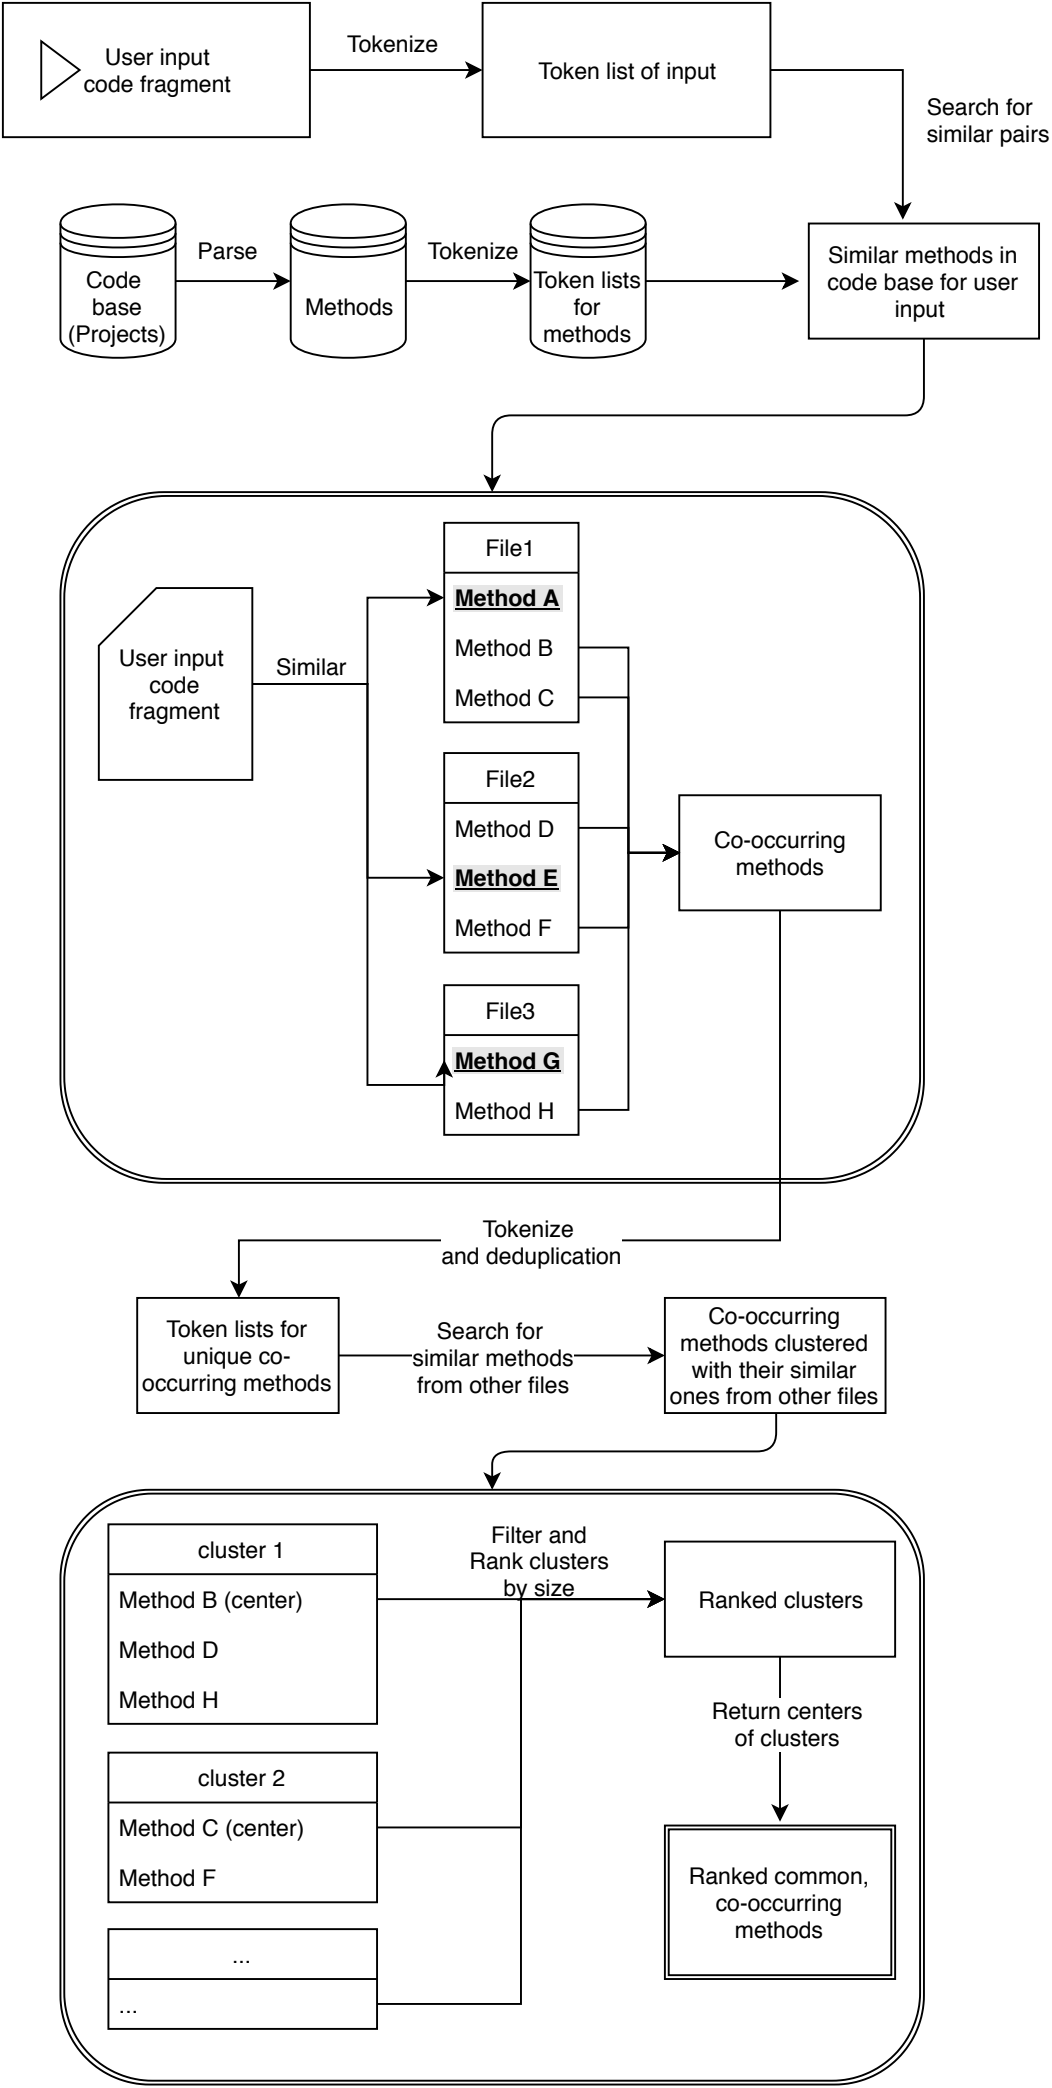 User input
code fragment
Tokenize
Token list of input
Search for
similar pairs
Code
base
(Projects)
Parse
Methods
Tokenize
Token lists
for
methods
Similar methods in
code base for user
input
User input
code
fragment
Similar
File1
Method A
Method B
Method C
File2
Method D
Method E
Method F
File3
Method G
Method H
Co-occurring
methods
Tokenize
and deduplication
Token lists for
unique co-
occurring methods
Search for
similar methods
from other files
Co-occurring
methods clustered
with their similar
ones from other files
cluster 1
Method B (center)
Method D
Method H
Filter and
Rank clusters
by size
Ranked clusters
Return centers
of clusters
cluster 2
Method C (center)
Method F
...
...
Ranked common,
co-occurring
methods